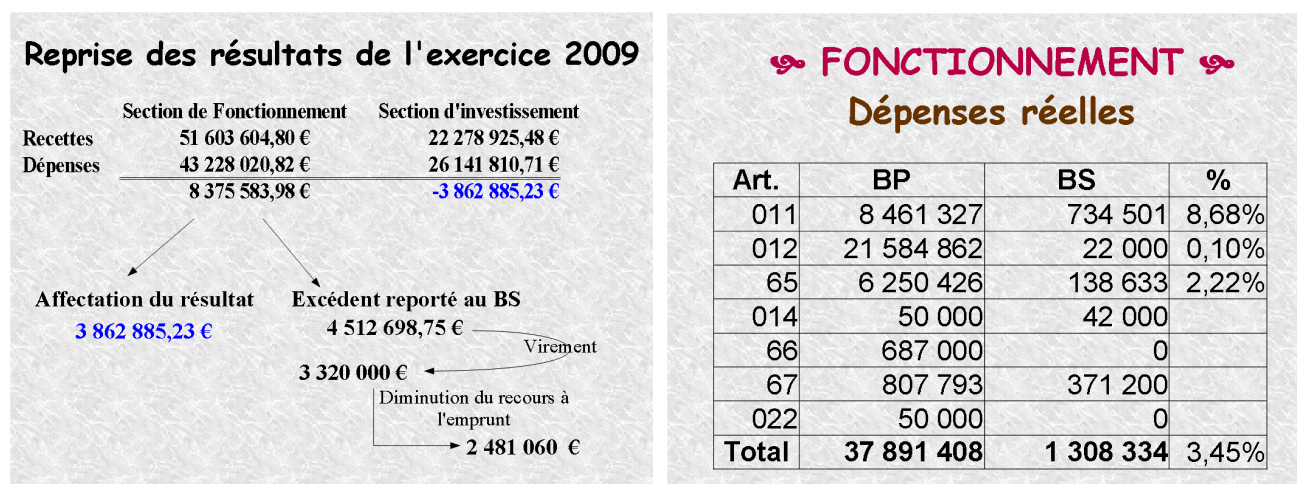 Reprise des résultats de l'exercice 2009
Section de Fonctionnement Section d'investissement
Recettes 51 603 604,80 € 22 278 925,48 €
Dépenses 43 228 020,82 € 26 141 810,71 €
8 375 583,98 € -3 862 885,23 €
Affectation du résultat Excédent reporté au BS
3 862 885,23 € 4 512 698,75 €
Virement
3 320 000 €
Diminution du recours à
l'emprunt
2 481 060 €
FONCTIONNEMENT
Dépenses réelles
Art. BP BS %
011 8 461 327 734 501 8,68%
012 21 584 862 22 000 0,10%
65 6 250 426 138 633 2,22%
014 50 000 42 000
66 687 000 0
67 807 793 371 200
022 50 000 0
Total 37 891 408 1 308 334 3,45%